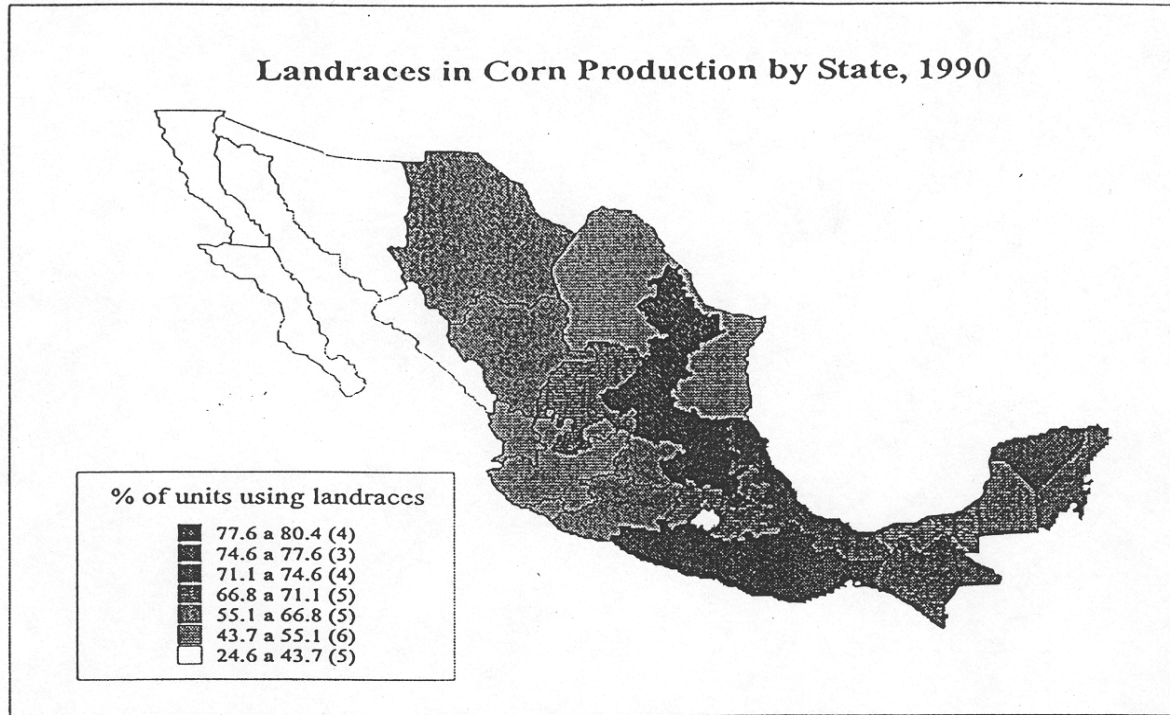 Landraces in Corn Production by State, 1990
% of units using landraces
77.6 a 80.4 (4)
74.6 a 77.6 (3)
71.1 a 74.6 (4)
66.8 a 71.1 (5)
55.1 a 66.8 (5)
43.7 a 55.1 (6)
24.6 a 43.7 (5)